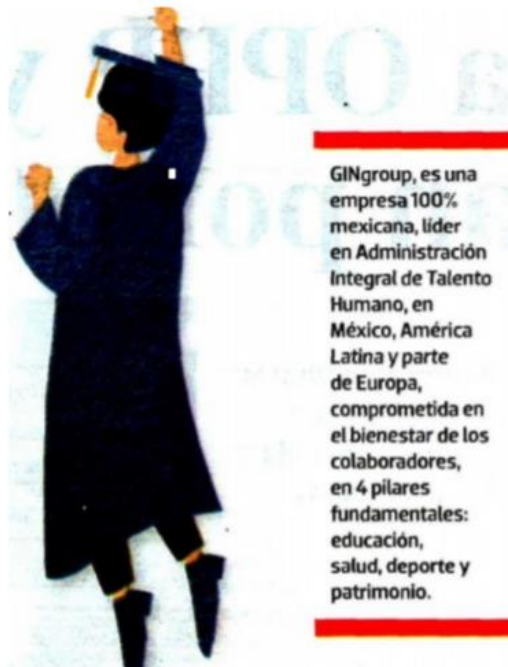 GINgroup, es una
empresa 100%
mexicana, líder
en Administración
Integral de Talento
Humano, en
México, América
Latina y parte
de Europa,
comprometida en
el bienestar de los
colaboradores,
en 4 pilares
fundamentales:
educación,
salud, deporte y
patrimonio.